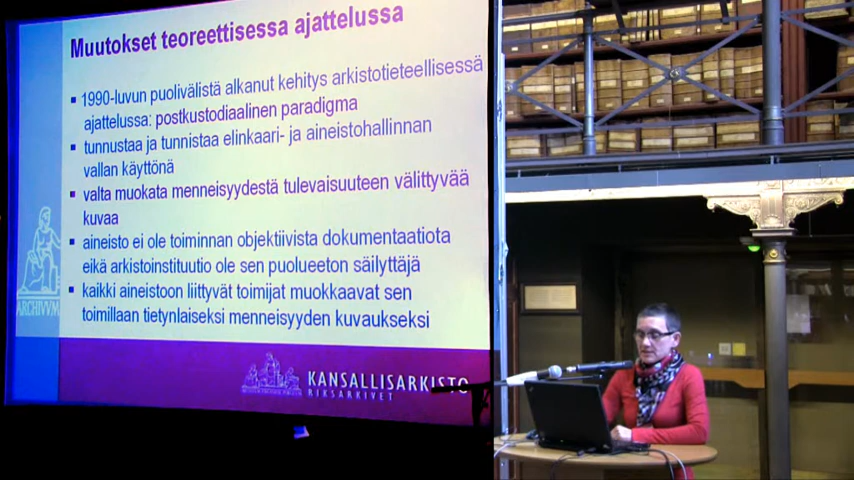 Muutokset teoreettisessa ajattelussa
▪ 1990-luvun puolivälistä alkanut kehitys arkistotieteellisessä
ajattelussa: postkustodiaalinen paradigma
▪ tunnustaa ja tunnistaa elinkaari- ja aineistohallinnan
vallan käyttönä
▪ valta muokata menneisyydestä tulevaisuuteen välittyvää
kuvaa
▪ aineisto ei ole toiminnan objektiivista dokumentaatiota
eikä arkistoinstituutio ole sen puolueeton säilyttäjä
▪ kaikki aineistoon liittyvät toimijat muokkaavat sen
toimillaan tietynlaiseksi menneisyyden kuvaukseksi
ARCHIVVM
KANSALLISARKISTO
RIKSARKIVET